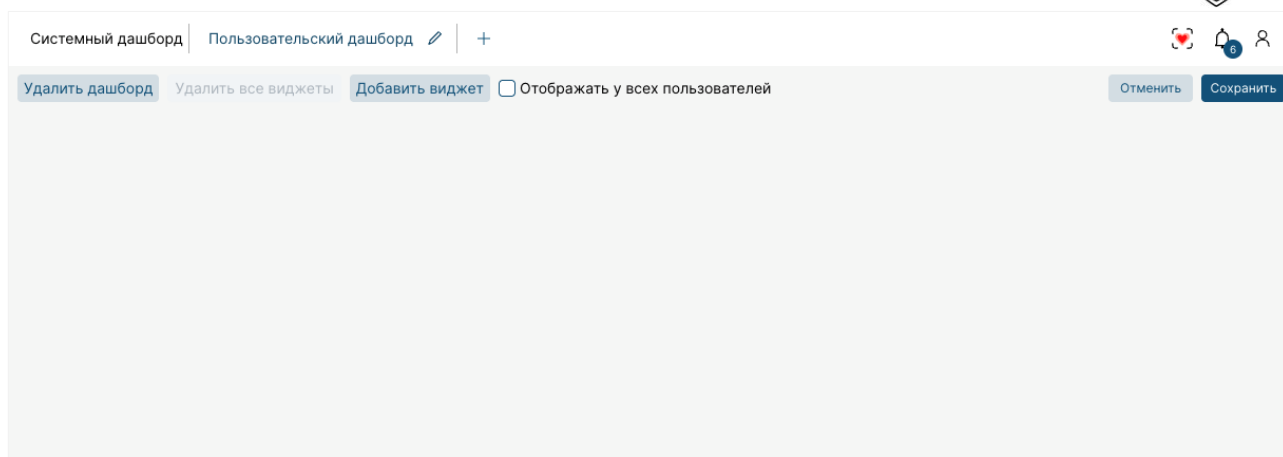 Системный дашборд Пользовательский дашборд +
6
Удалить дашборд Удалить все виджеты Добавить виджет Отображать у всех пользователей Отменить Сохранить